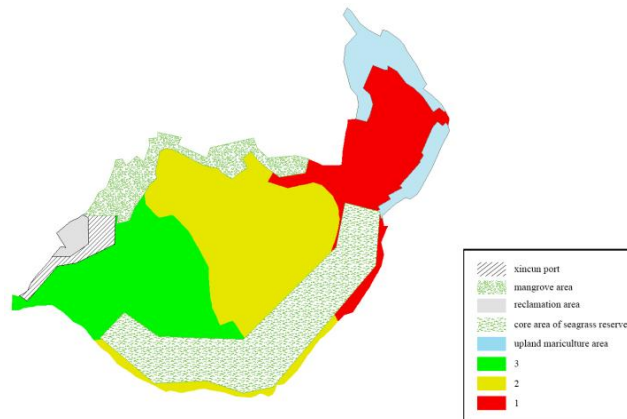 xincun port
mangrove area
reclamation area
core area of seagrass reserve
upland mariculture area
3
2
1